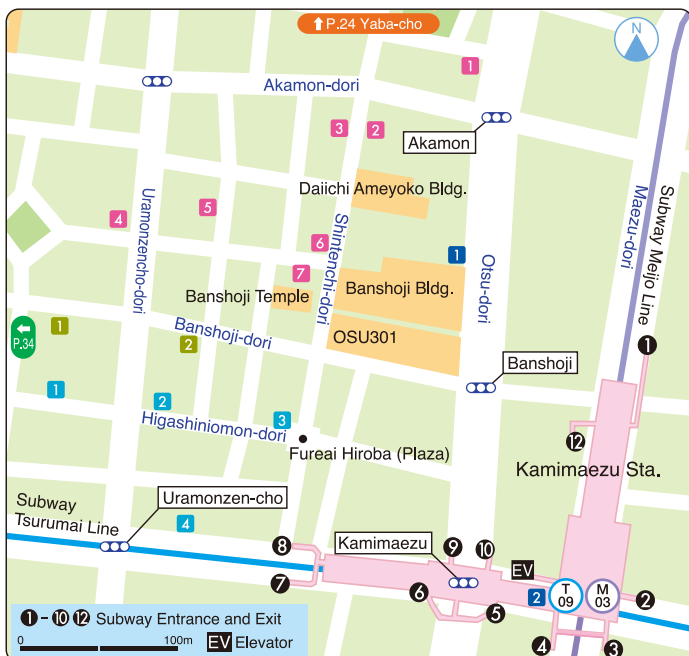 ↑P.24 Yaba-cho
N
1
Akamon-dori
3
2
Akamon
Daiichi Ameyoko Bldg.
Uramonzencho-dori
5
4
Shintenchi-dori
6
Maezu-dori
Subway Meijo Line
Otsu-dori
1
7
Banshoji Temple
Banshoji Bldg.
←
P.34
1
Banshoji-dori
2
OSU301
1
Banshoji
1
2
Higashiniomon-dori
3
12
Fureai Hiroba (Plaza)
Kamimaezu Sta.
Subway
Tsurumai Line
Uramonzen-cho
4
8
Kamimaezu
9
10
7
6
5
EV
2
T
09
M
03
2
4
3
1 - 10 12 Subway Entrance and Exit
0 100m
EV Elevator